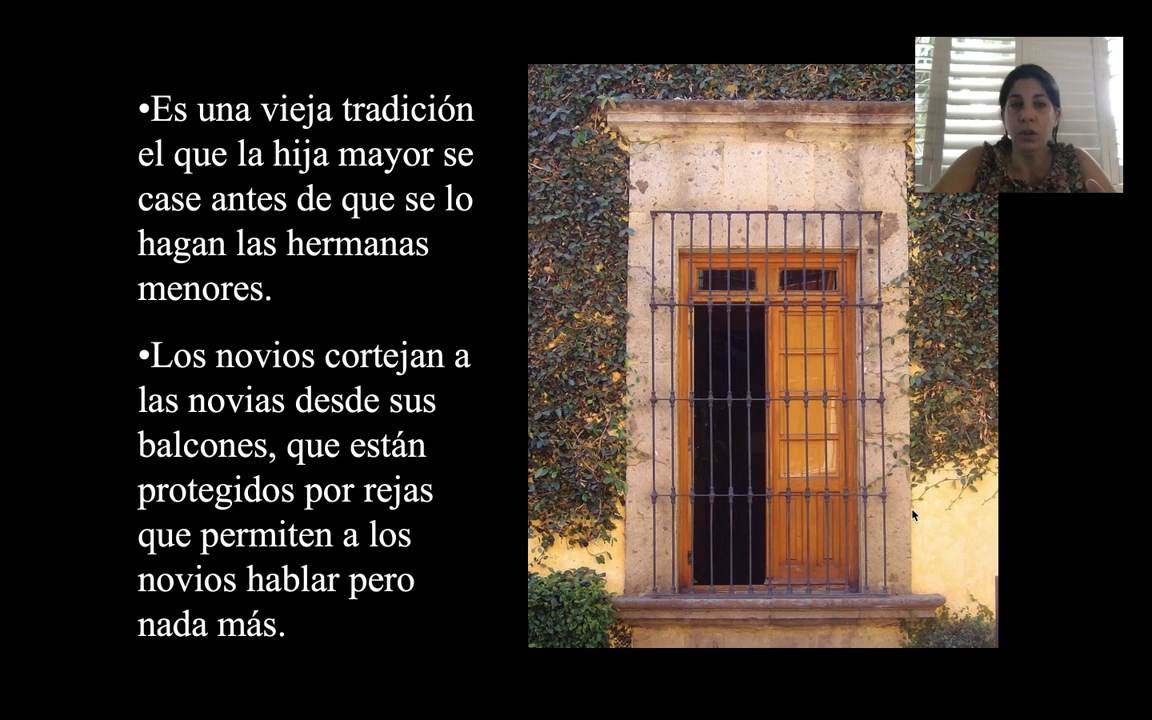 •Es una vieja tradición
el que la hija mayor se
case antes de que se lo
hagan las hermanas
menores.
•Los novios cortejan a
las novias desde sus
balcones, que están
protegidos por rejas
que permiten a los
novios hablar pero
nada más.